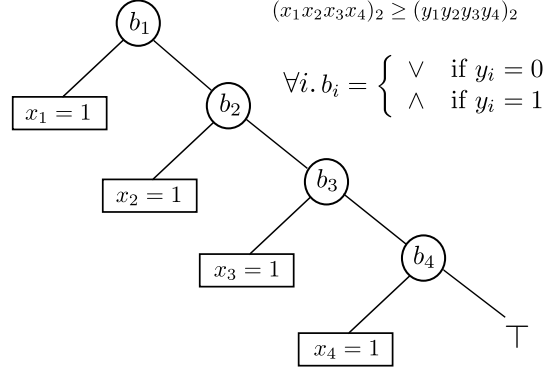 (x₁x₂x₃x₄)₂ ≥ (y₁y₂y₃y₄)₂
b₁
∀i. bᵢ = { ∨ if yᵢ = 0
∧ if yᵢ = 1
x₁ = 1
b₂
x₂ = 1
b₃
x₃ = 1
b₄
x₄ = 1
⊤